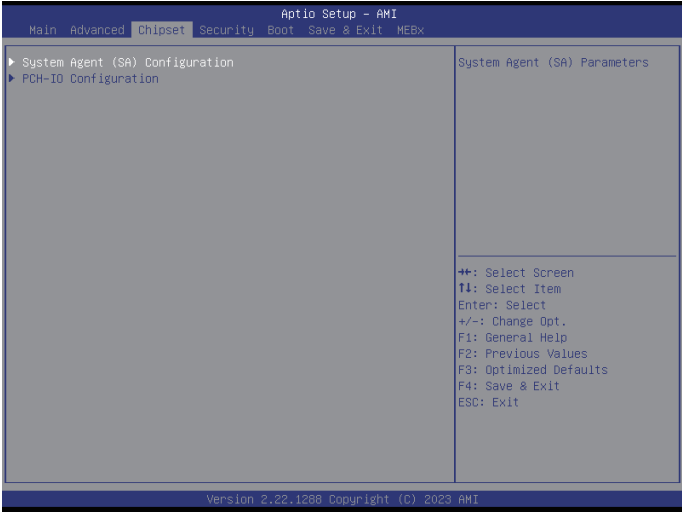 Aptio Setup - AMI
Main Advanced Chipset Security Boot Save & Exit MEBx
System Agent (SA) Configuration
PCH-IO Configuration
System Agent (SA) Parameters
→←: Select Screen
↑↓: Select Item
Enter: Select
+/-: Change Opt.
F1: General Help
F2: Previous Values
F3: Optimized Defaults
F4: Save & Exit
ESC: Exit
Version 2.22.1288 Copyright (C) 2023 AMI